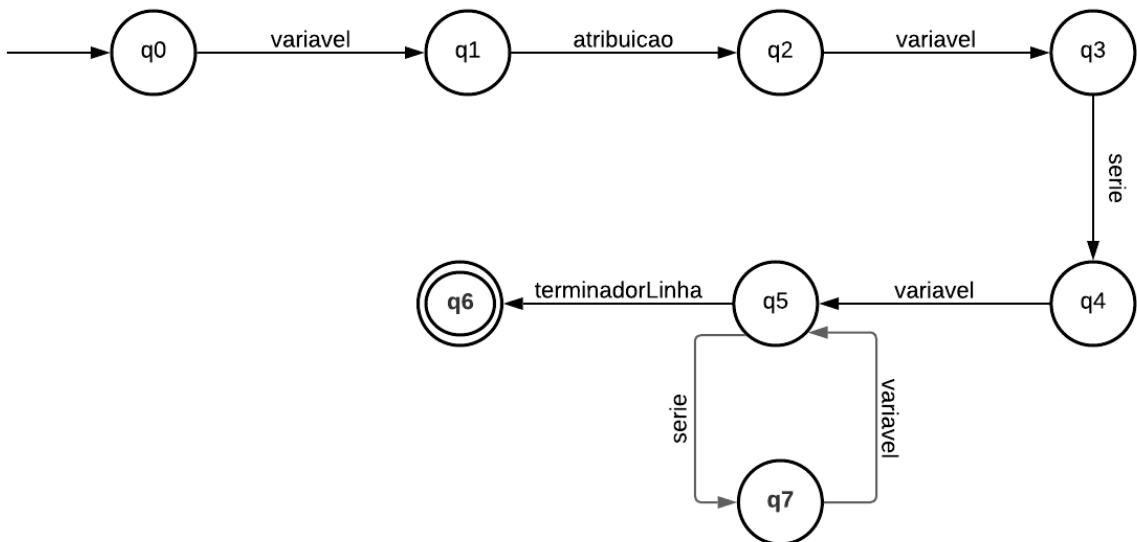 q0
variavel
q1
atribuicao
q2
variavel
q3
serie
q4
variavel
q5
terminadorLinha
q6
serie
q7
variavel